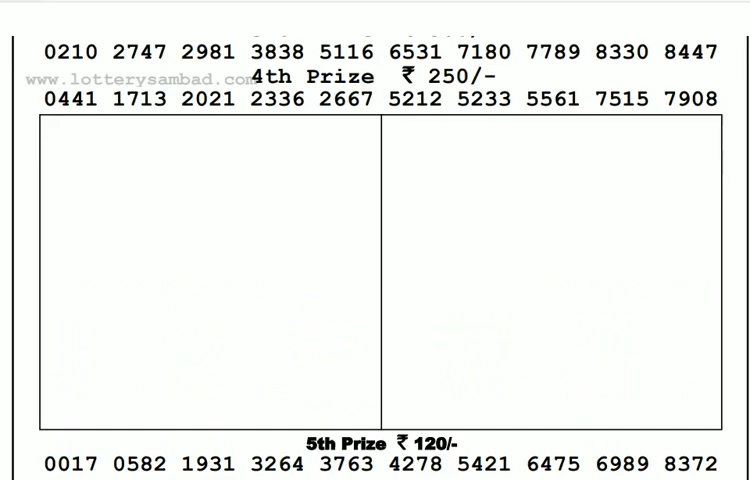 0210 2747 2981 3838 5116 6531 7180 7789 8330 8447
www.lotterysambad.com
4th Prize ₹ 250/-
0441 1713 2021 2336 2667 5212 5233 5561 7515 7908
5th Prize ₹ 120/-
0017 0582 1931 3264 3763 4278 5421 6475 6989 8372